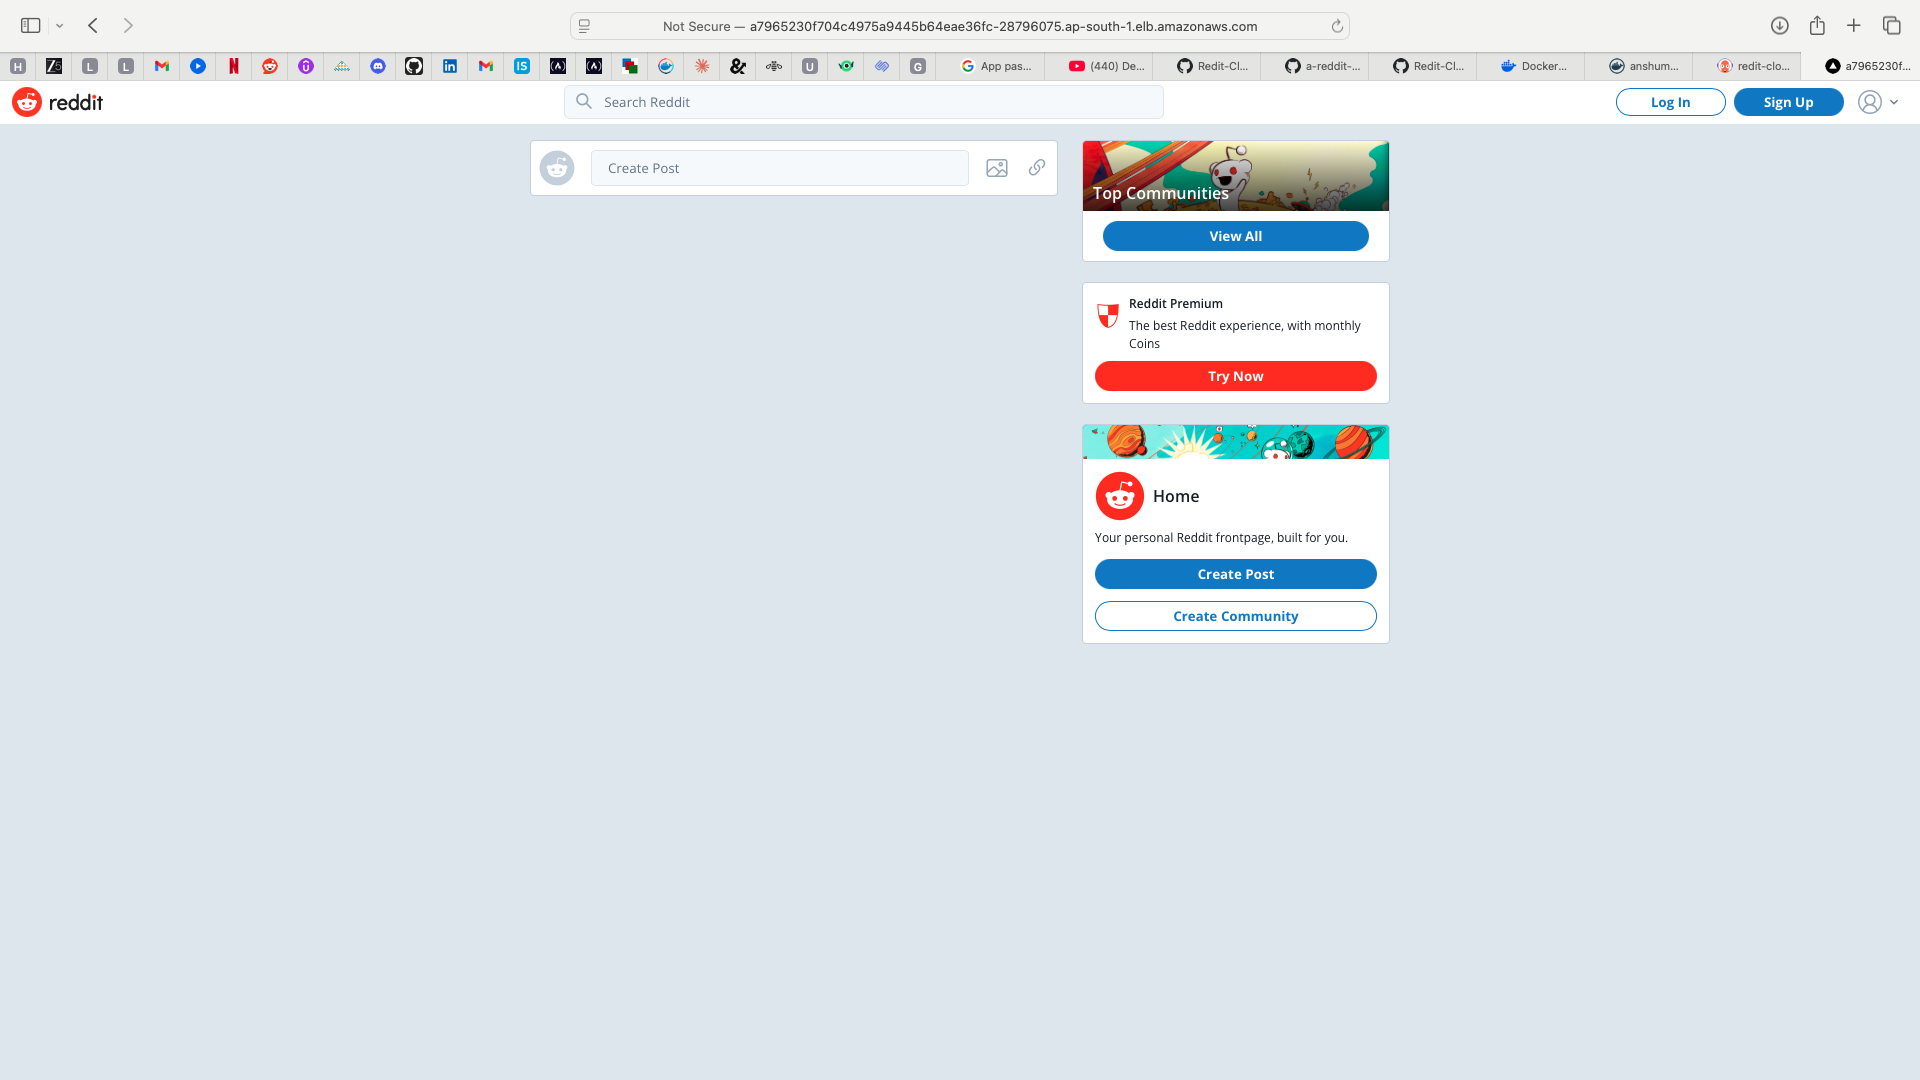 Not Secure — a7965230f704c4975a9445b64eae36fc-28796075.ap-south-1.elb.amazonaws.com
H Z5 L L N IS U G App pas... (440) De... Redit-Cl... a-reddit-... Redit-Cl... Docker... anshum... redit-clo... a7965230f...
reddit
Search Reddit
Log In
Sign Up
Create Post
Top Communities
View All
Reddit Premium
The best Reddit experience, with monthly
Coins
Try Now
Home
Your personal Reddit frontpage, built for you.
Create Post
Create Community